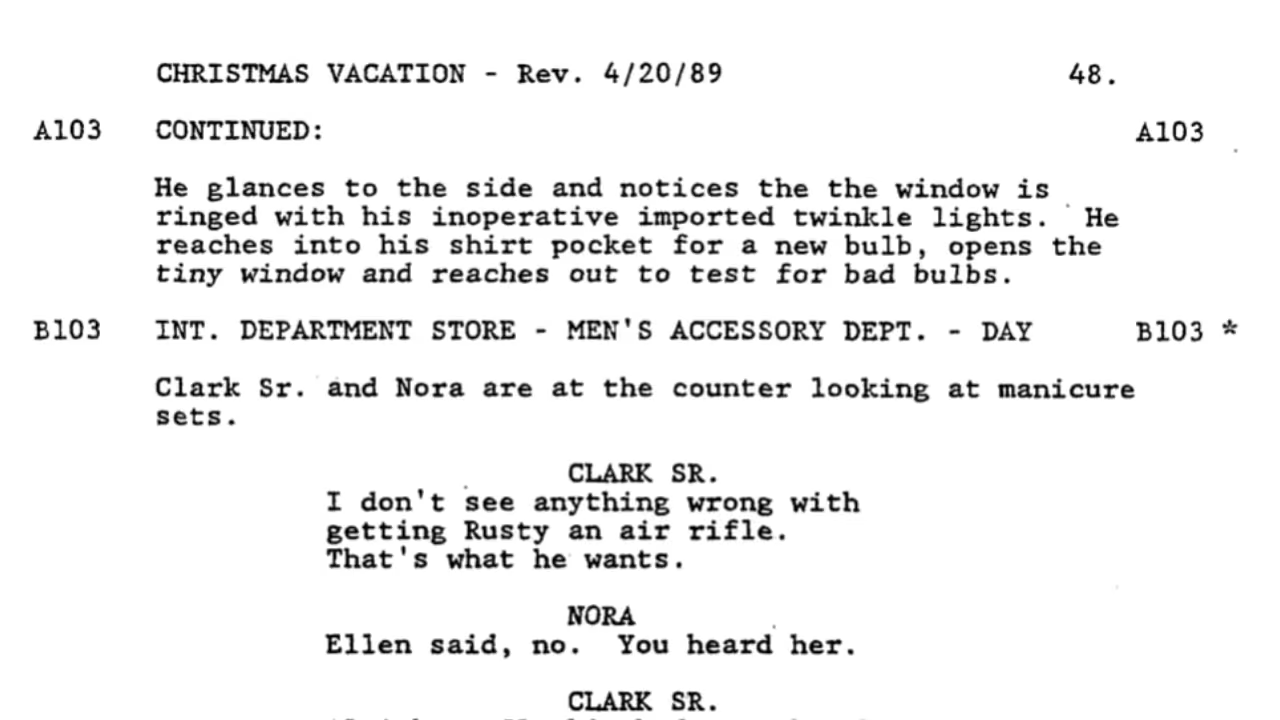 CHRISTMAS VACATION - Rev. 4/20/89 48.
A103 CONTINUED: A103
He glances to the side and notices the the window is
ringed with his inoperative imported twinkle lights. He
reaches into his shirt pocket for a new bulb, opens the
tiny window and reaches out to test for bad bulbs.
B103 INT. DEPARTMENT STORE - MEN'S ACCESSORY DEPT. - DAY B103 *
Clark Sr. and Nora are at the counter looking at manicure
sets.
CLARK SR.
I don't see anything wrong with
getting Rusty an air rifle.
That's what he wants.
NORA
Ellen said, no. You heard her.
CLARK SR.